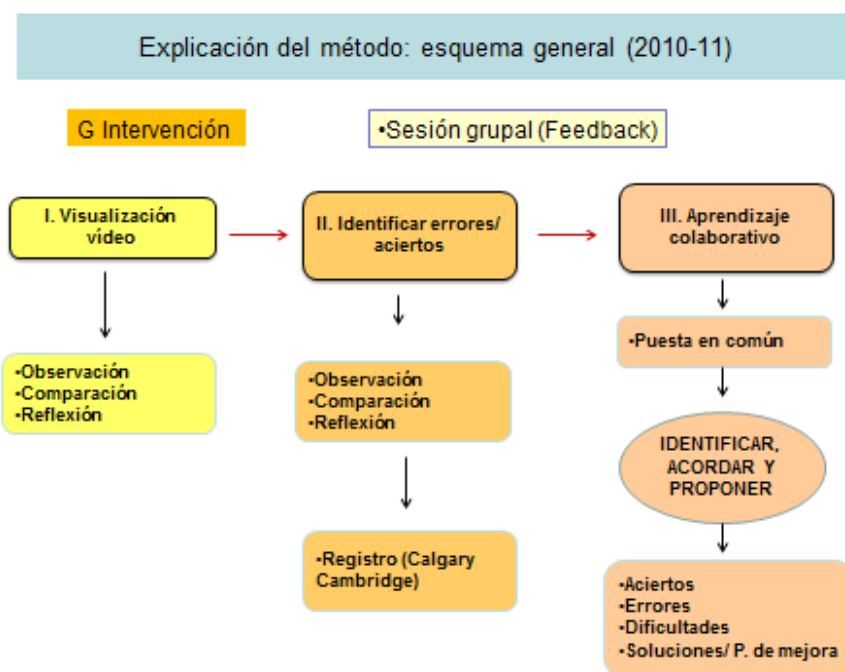 Explicación del método: esquema general (2010-11)
G Intervención
•Sesión grupal (Feedback)
I. Visualización
vídeo
II. Identificar errores/
aciertos
III. Aprendizaje
colaborativo
•Observación
•Comparación
•Reflexión
•Observación
•Comparación
•Reflexión
•Registro (Calgary
Cambridge)
•Puesta en común
IDENTIFICAR,
ACORDAR Y
PROPONER
•Aciertos
•Errores
•Dificultades
•Soluciones/ P. de mejora